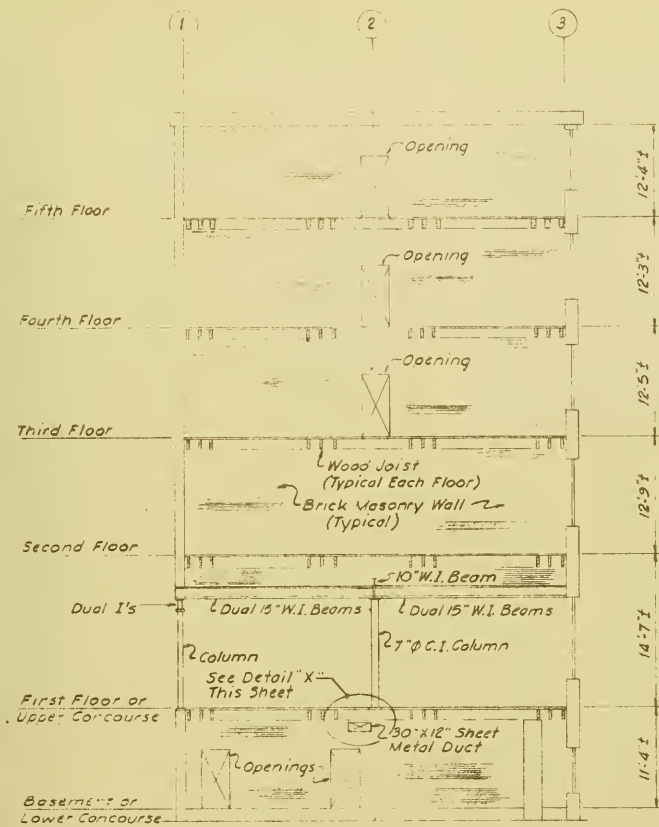 1
2
3
Opening
12'-4"±
Fifth Floor
Opening
12'-3"±
Fourth Floor
Opening
12'-5"±
Third Floor
Wood Joist
(Typical Each Floor)
Brick Masonry Wall
(Typical)
12'-9"±
Second Floor
10" W.I. Beam
Dual I's
Dual 15" W.I. Beams
Dual 15" W.I. Beams
7" Φ C.I. Column
14'-7"±
Column
See Detail "X"
This Sheet
First Floor or
Upper Concourse
30" X 12" Sheet
Metal Duct
Openings
11'-4"±
Basement or
Lower Concourse